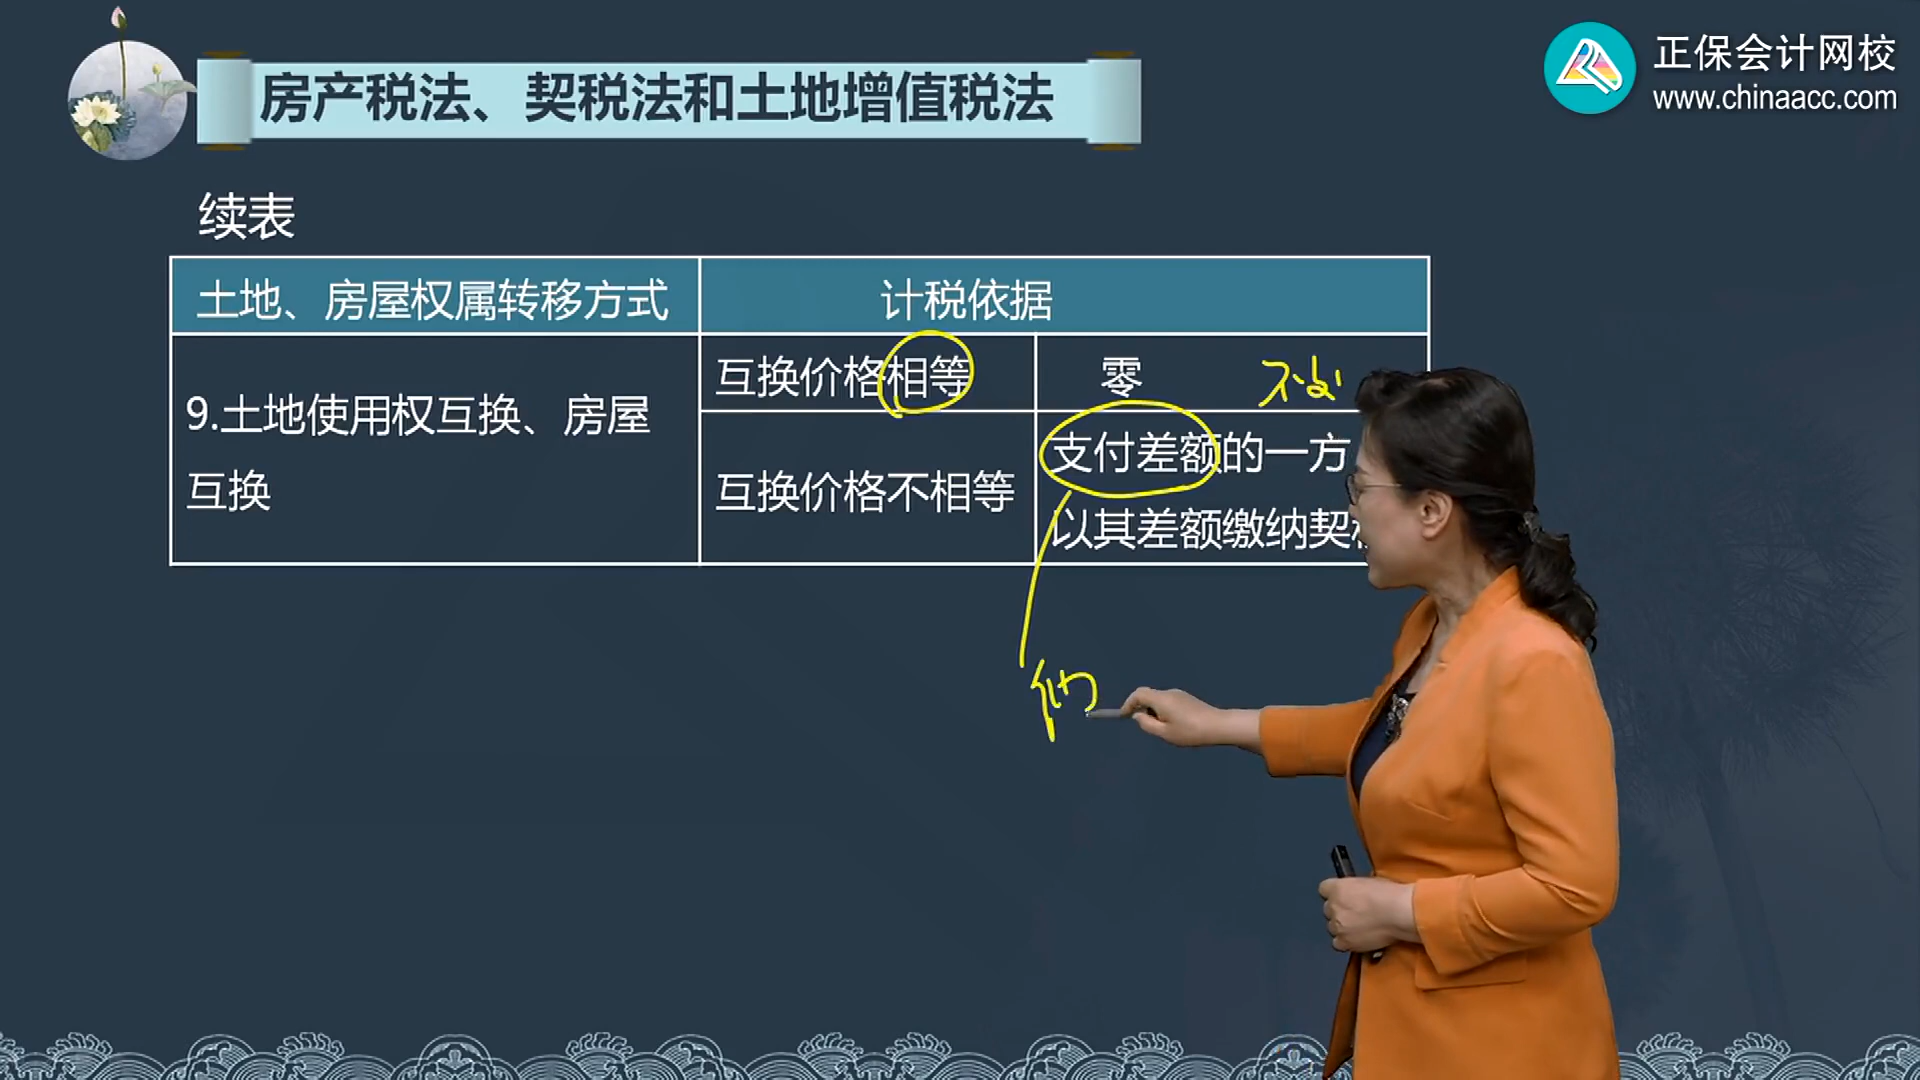 正保会计网校
www.chinaacc.com
房产税法、契税法和土地增值税法
续表
土地、房屋权属转移方式
计税依据
9.土地使用权互换、房屋
互换
互换价格相等
零
互换价格不相等
支付差额的一方
以其差额缴纳契